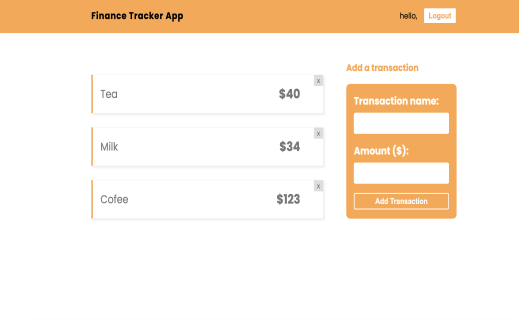 Finance Tracker App
hello,
Logout
Tea
$40
x
Milk
$34
x
Cofee
$123
x
Add a transaction
Transaction name:
Amount ($):
Add Transaction